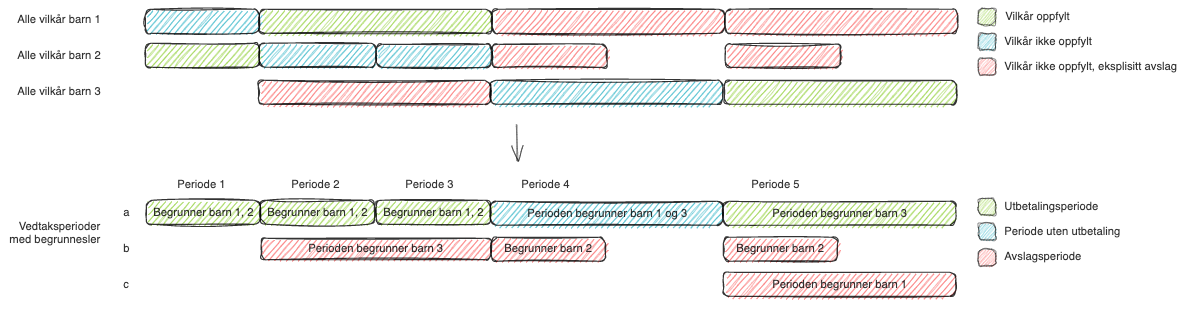 Alle vilkår barn 1
Vilkår oppfylt
Vilkår ikke oppfylt
Alle vilkår barn 2
Vilkår ikke oppfylt, eksplisitt avslag
Alle vilkår barn 3
Periode 1 Periode 2 Periode 3 Periode 4 Periode 5
a Begrunner barn 1, 2 Begrunner barn 1, 2 Begrunner barn 1, 2 Perioden begrunner barn 1 og 3 Perioden begrunner barn 3
Utbetalingsperiode
Vedtaksperioder
med begrunnesler
Periode uten utbetaling
b Perioden begrunner barn 3 Begrunner barn 2 Begrunner barn 2
Avslagsperiode
c Perioden begrunner barn 1